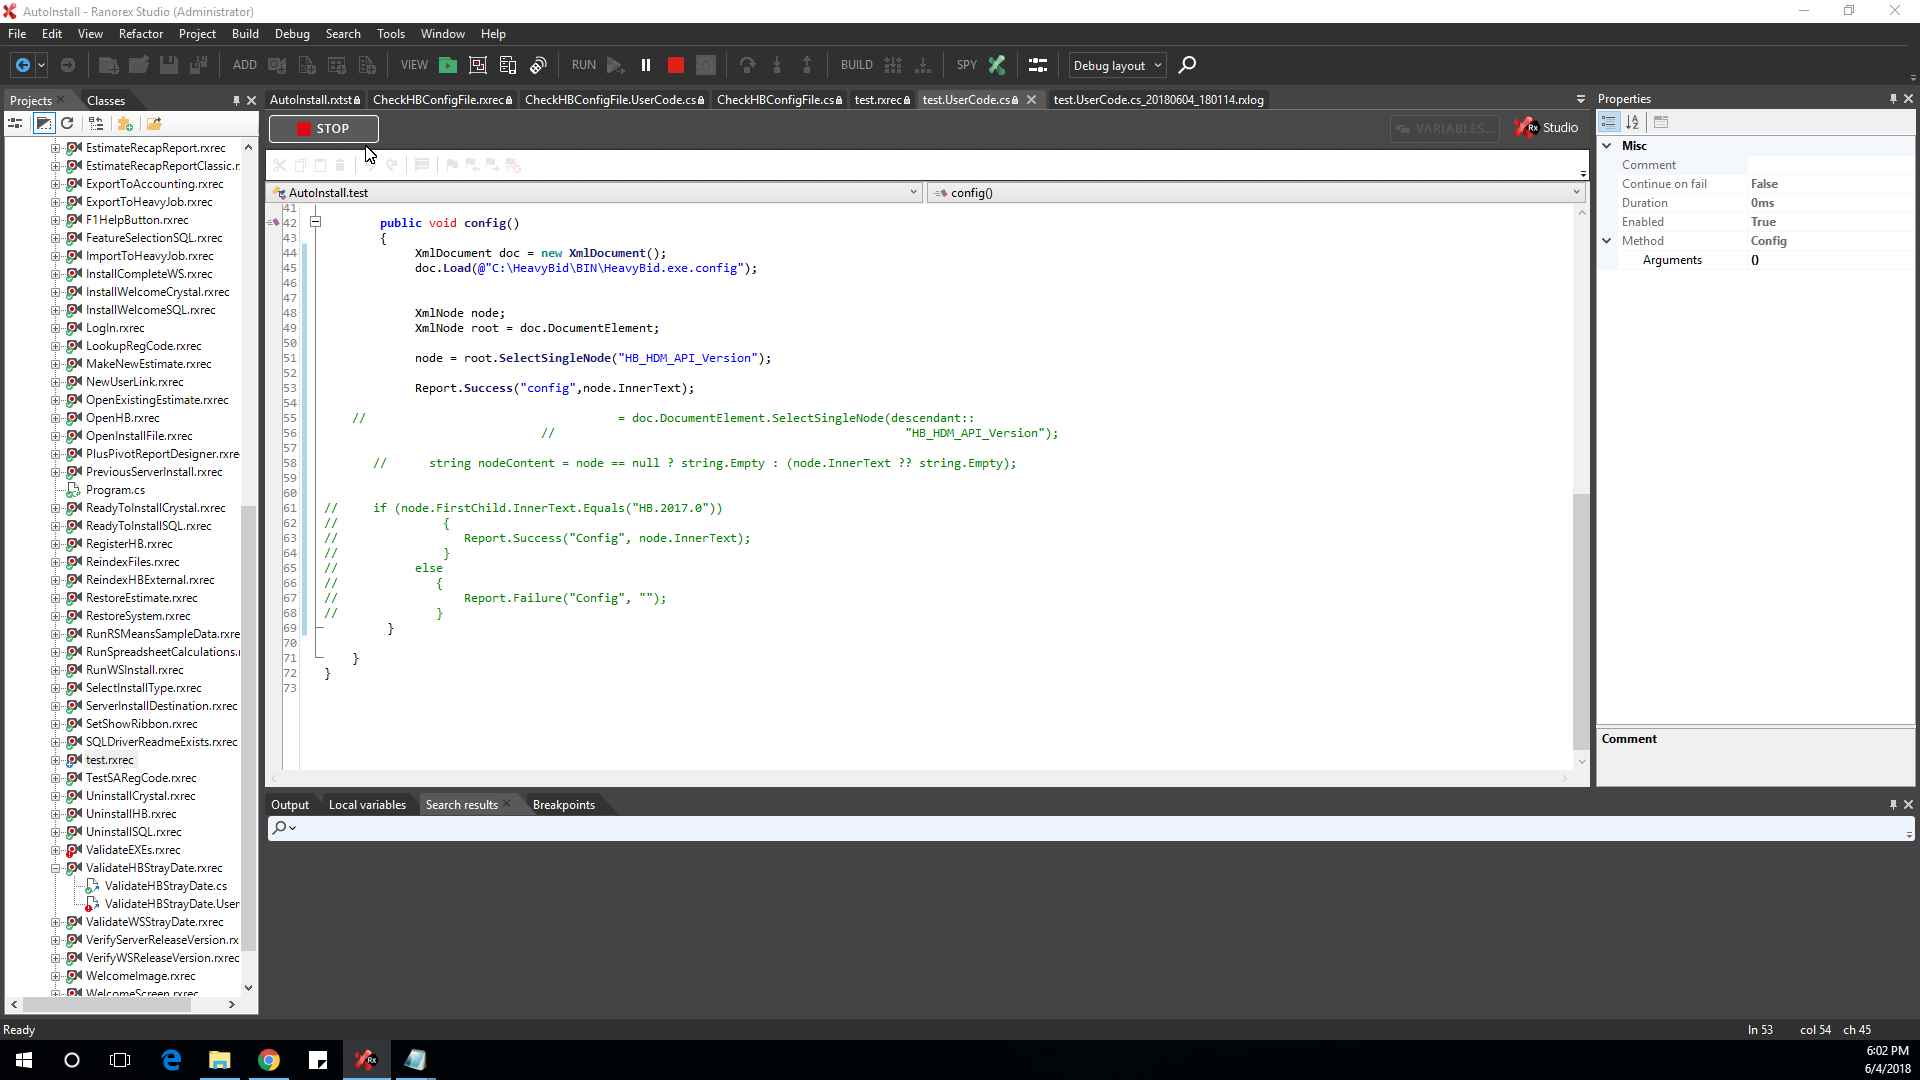 AutoInstall - Ranorex Studio (Administrator)
File Edit View Refactor Project Build Debug Search Tools Window Help
ADD VIEW RUN BUILD SPY Debug layout
Projects Classes
AutoInstall.rxtst CheckHBConfigFile.rxrec CheckHBConfigFile.UserCode.cs CheckHBConfigFile.cs test.rxrec test.UserCode.cs test.UserCode.cs_20180604_180114.rxlog
STOP VARIABLES... Rx Studio
AutoInstall.test config()
EstimateRecapReport.rxrec
EstimateRecapReportClassic.r
ExportToAccounting.rxrec
ExportToHeavyJob.rxrec
F1HelpButton.rxrec
FeatureSelectionSQL.rxrec
ImportToHeavyJob.rxrec
InstallCompleteWS.rxrec
InstallWelcomeCrystal.rxrec
InstallWelcomeSQL.rxrec
LogIn.rxrec
LookupRegCode.rxrec
MakeNewEstimate.rxrec
NewUserLink.rxrec
OpenExistingEstimate.rxrec
OpenHB.rxrec
OpenInstallFile.rxrec
PlusPivotReportDesigner.rxre
PreviousServerInstall.rxrec
Program.cs
ReadyToInstallCrystal.rxrec
ReadyToInstallSQL.rxrec
RegisterHB.rxrec
ReindexFiles.rxrec
ReindexHBExternal.rxrec
RestoreEstimate.rxrec
RestoreSystem.rxrec
RunRSMeansSampleData.rxre
RunSpreadsheetCalculations.r
RunWSInstall.rxrec
SelectInstallType.rxrec
ServerInstallDestination.rxrec
SetShowRibbon.rxrec
SQLDriverReadmeExists.rxrec
test.rxrec
TestSARegCode.rxrec
UninstallCrystal.rxrec
UninstallHB.rxrec
UninstallSQL.rxrec
ValidateEXEs.rxrec
ValidateHBStrayDate.rxrec
ValidateHBStrayDate.cs
ValidateHBStrayDate.User
ValidateWSStrayDate.rxrec
VerifyServerReleaseVersion.rx
VerifyWSReleaseVersion.rxrec
WelcomeImage.rxrec
WelcomeScreen.rxrec
41
42 public void config()
43 {
44 XmlDocument doc = new XmlDocument();
45 doc.Load(@"C:\HeavyBid\BIN\HeavyBid.exe.config");
46
47
48 XmlNode node;
49 XmlNode root = doc.DocumentElement;
50
51 node = root.SelectSingleNode("HB_HDM_API_Version");
52
53 Report.Success("config",node.InnerText);
54
55 // = doc.DocumentElement.SelectSingleNode(descendant::
56 // "HB_HDM_API_Version");
57
58 // string nodeContent = node == null ? string.Empty : (node.InnerText ?? string.Empty);
59
60
61 // if (node.FirstChild.InnerText.Equals("HB.2017.0"))
62 // {
63 // Report.Success("Config", node.InnerText);
64 // }
65 // else
66 // {
67 // Report.Failure("Config", "");
68 // }
69 }
70
71 }
72 }
73
Properties
Misc
Comment
Continue on fail False
Duration 0ms
Enabled True
Method Config
Arguments ()
Comment
Output Local variables Search results Breakpoints
Ready ln 53 col 54 ch 45
Rx
6:02 PM
6/4/2018